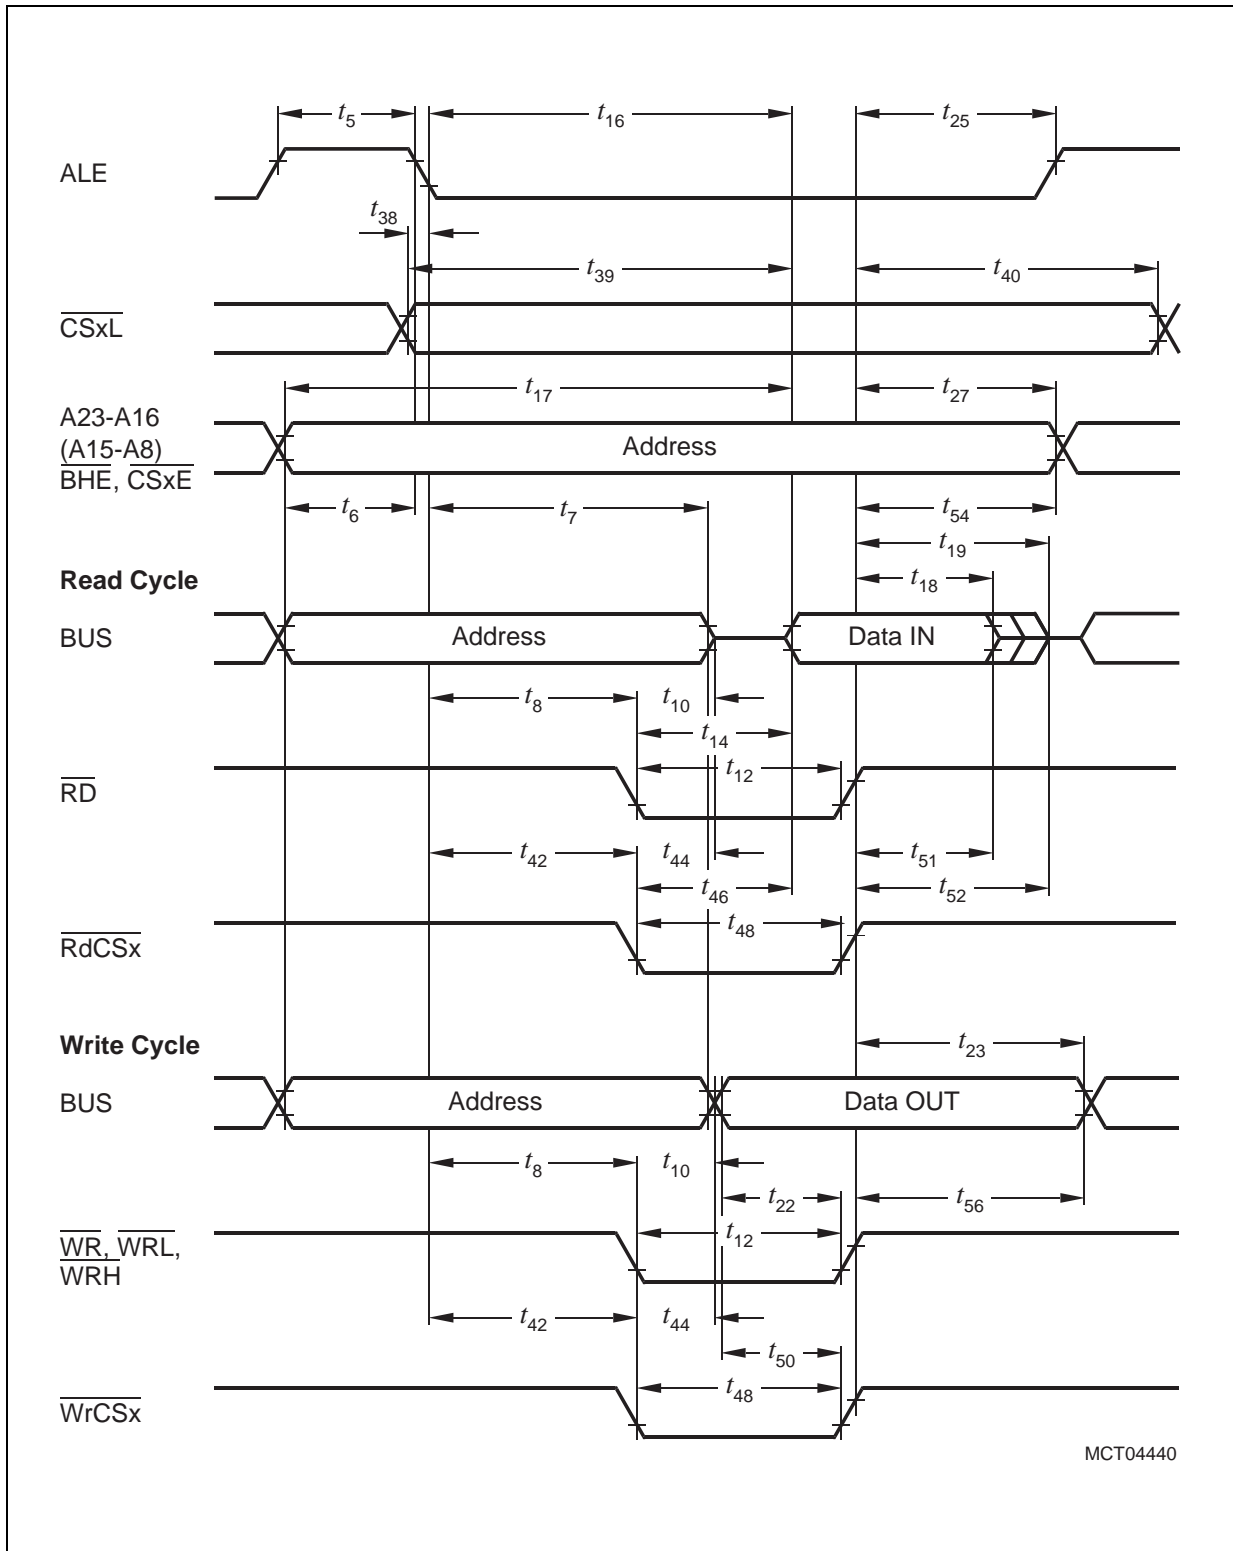 t5 t16 t25
ALE
t38
t39 t40
CSxL
t17 t27
A23-A16
(A15-A8)
BHE, CSxE
Address
t6 t7 t54
t19
Read Cycle
t18
BUS
Address Data IN
t8 t10
t14
t12
RD
t42 t44 t51
t46 t52
t48
RdCSx
Write Cycle
t23
BUS
Address Data OUT
t8 t10
t22 t56
WR, WRL,
WRH
t12
t42 t44
t50
t48
WrCSx
MCT04440